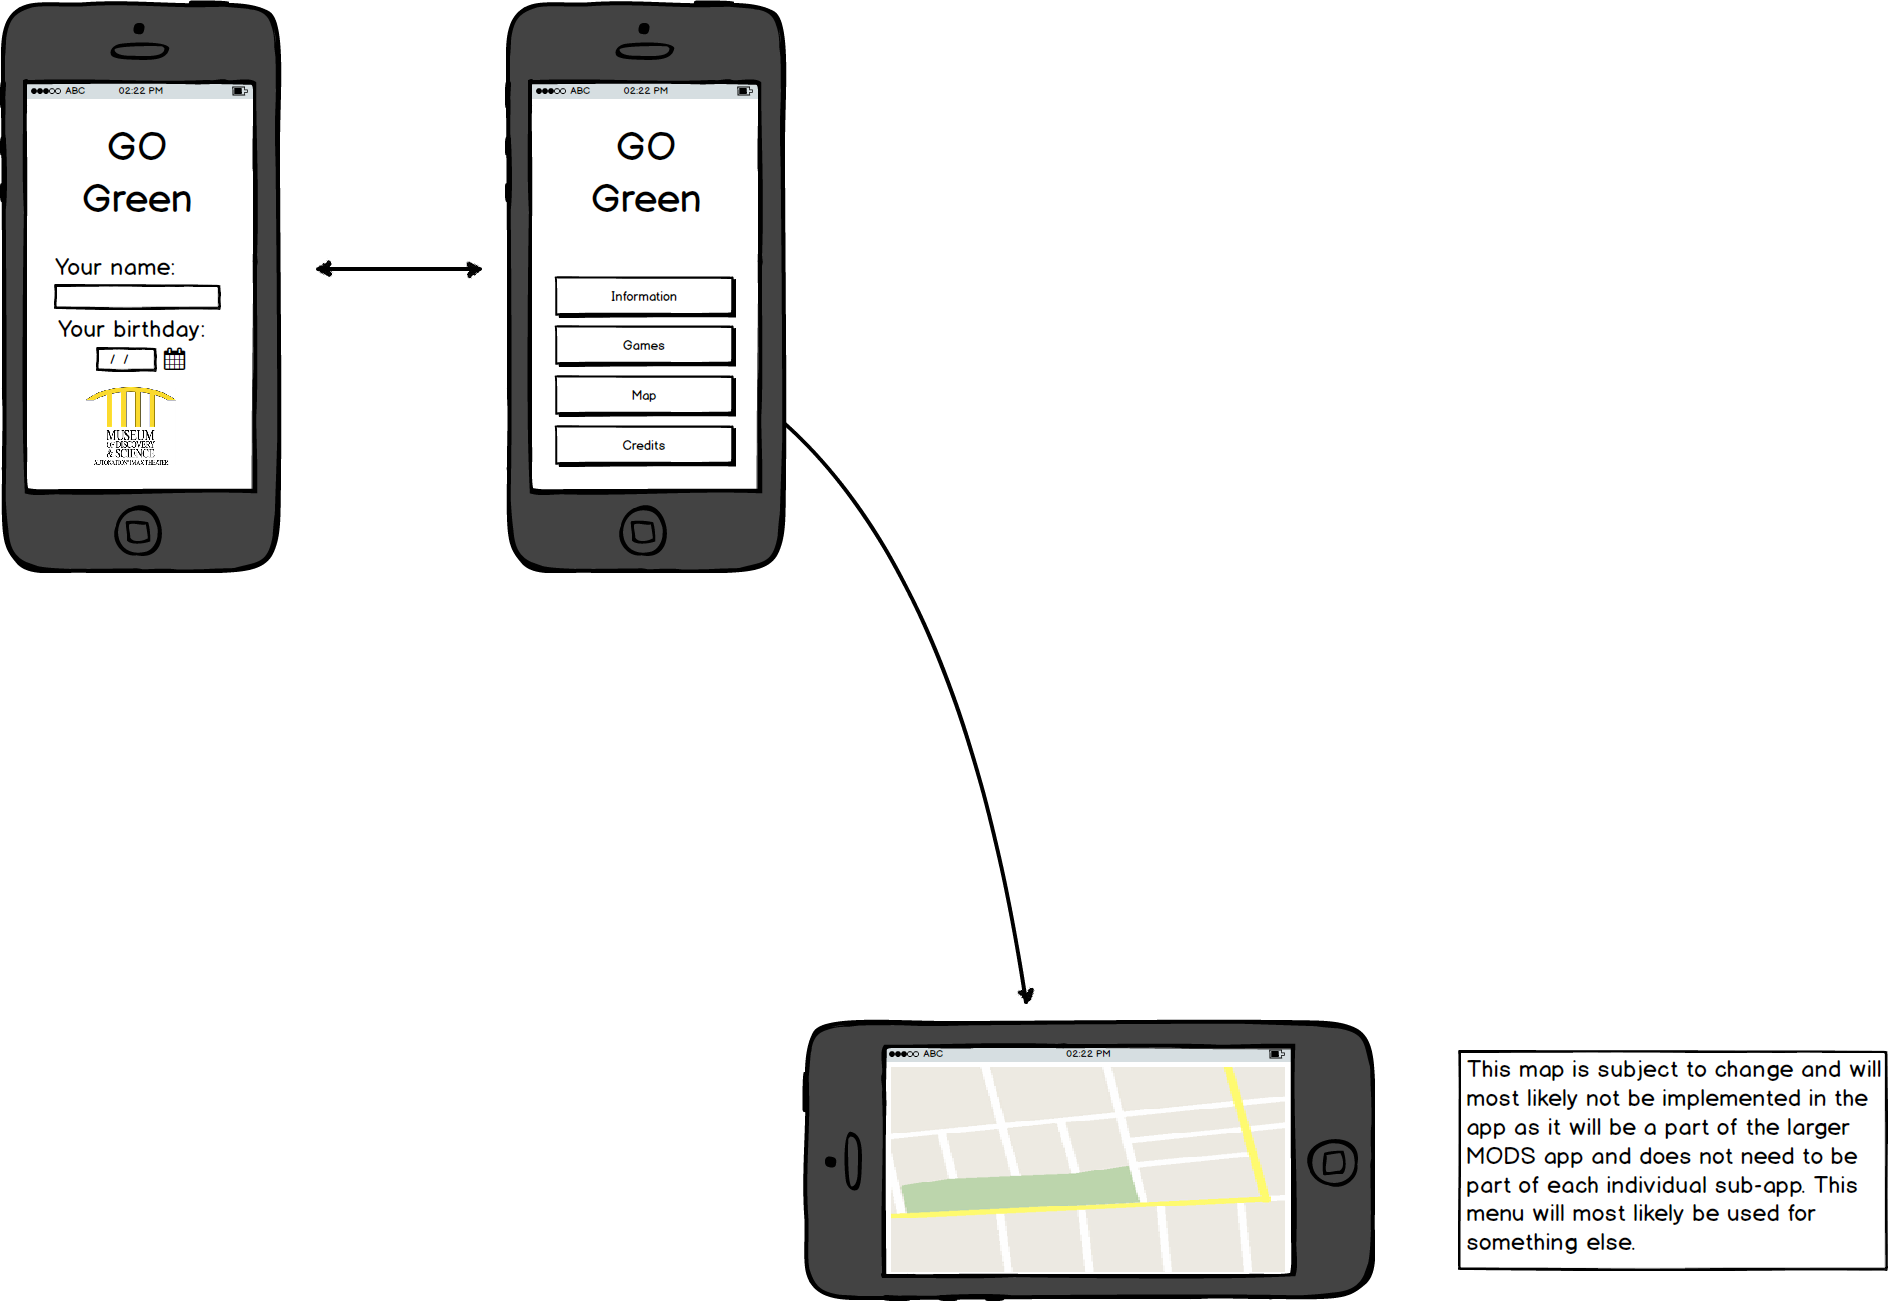 ABC 02:22 PM
GO
Green
Your name:
Your birthday:
/ /
MUSEUM
OF DISCOVERY
& SCIENCE
AUTONATION IMAX THEATER
ABC 02:22 PM
GO
Green
Information
Games
Map
Credits
ABC 02:22 PM
This map is subject to change and will
most likely not be implemented in the
app as it will be a part of the larger
MODS app and does not need to be
part of each individual sub-app. This
menu will most likely be used for
something else.